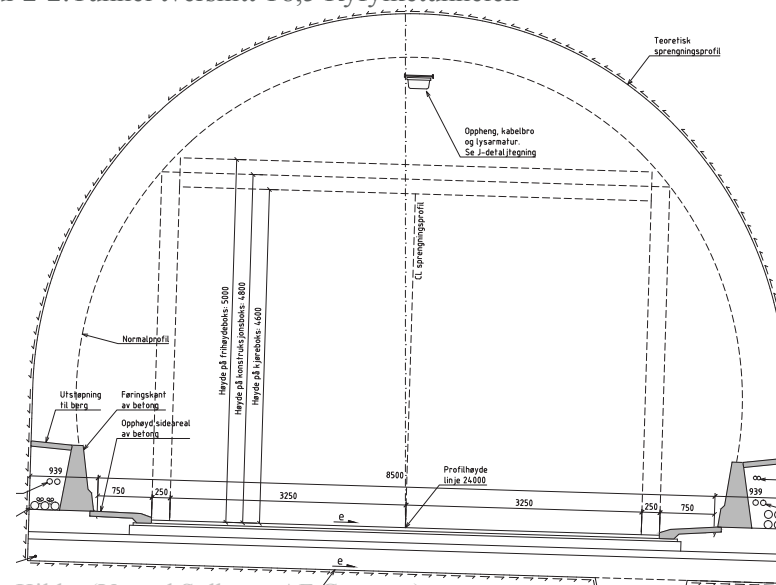 Teoretisk
sprengningsprofil
Oppheng, kabelbro
og lysarmatur.
Se J-detaljtegning
CL sprengningsprofil
Høyde på frihøydeboks: 5000
Høyde på konstruksjonsboks: 4800
Høyde på kjøreboks: 4600
Normalprofil
Utstøpning
til berg
Føringskant
av betong
Opphøyd sideareal
av betong
939
8500
Profilhøyde
linje 24000
939
750
250
3250
3250
250
750
e
e